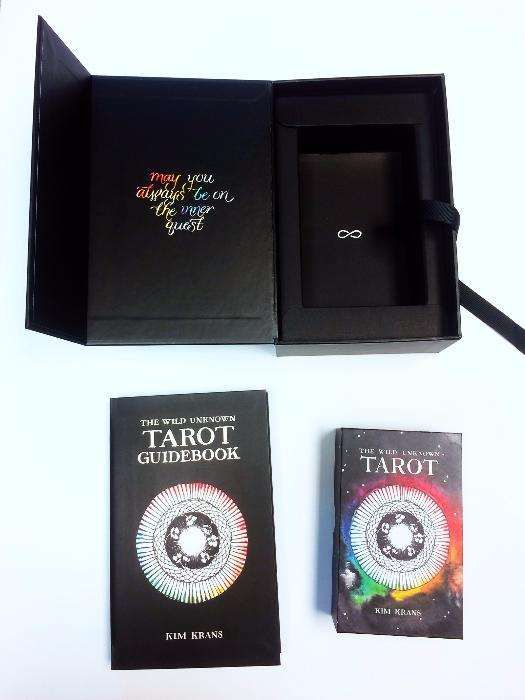 may you
always be on
the inner
quest
THE WILD UNKNOWN
TAROT
GUIDEBOOK
KIM KRANS
THE WILD UNKNOWN
TAROT
KIM KRANS